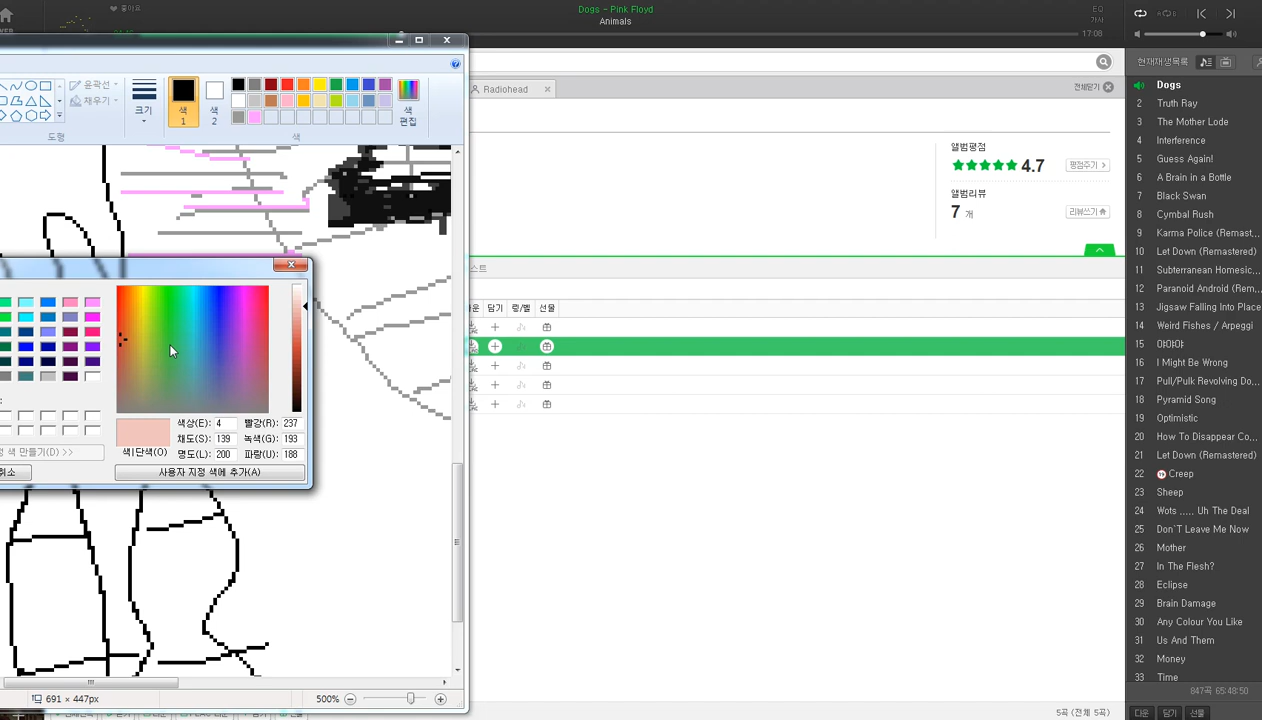 좋아요
Dogs - Pink Floyd
Animals
EQ
가사
17:08
윤곽선
채우기
크기
색
1
색
2
색
편집
도형
색
Radiohead
전체닫기
앨범평점
4.7
평점주기
앨범리뷰
7 개
리뷰쓰기
담기
링/벨
선물
색상(E): 4
빨강(R): 237
채도(S): 139
녹색(G): 193
색|단색(O)
명도(L): 200
파랑(U): 188
정 색 만들기(D) >>
취소
사용자 지정 색에 추가(A)
691 × 447px
500%
5곡 (전체 5곡)
현재재생목록
Dogs
2 Truth Ray
3 The Mother Lode
4 Interference
5 Guess Again!
6 A Brain in a Bottle
7 Black Swan
8 Cymbal Rush
9 Karma Police (Remast...
10 Let Down (Remastered)
11 Subterranean Homesic...
12 Paranoid Android (Rem...
13 Jigsaw Falling Into Place
14 Weird Fishes / Arpeggi
15 야야야
16 I Might Be Wrong
17 Pull/Pulk Revolving Do...
18 Pyramid Song
19 Optimistic
20 How To Disappear Co...
21 Let Down (Remastered)
22 19 Creep
23 Sheep
24 Wots ..... Uh The Deal
25 Don`T Leave Me Now
26 Mother
27 In The Flesh?
28 Eclipse
29 Brain Damage
30 Any Colour You Like
31 Us And Them
32 Money
33 Time
847곡 65:48:50
다운
담기
선물